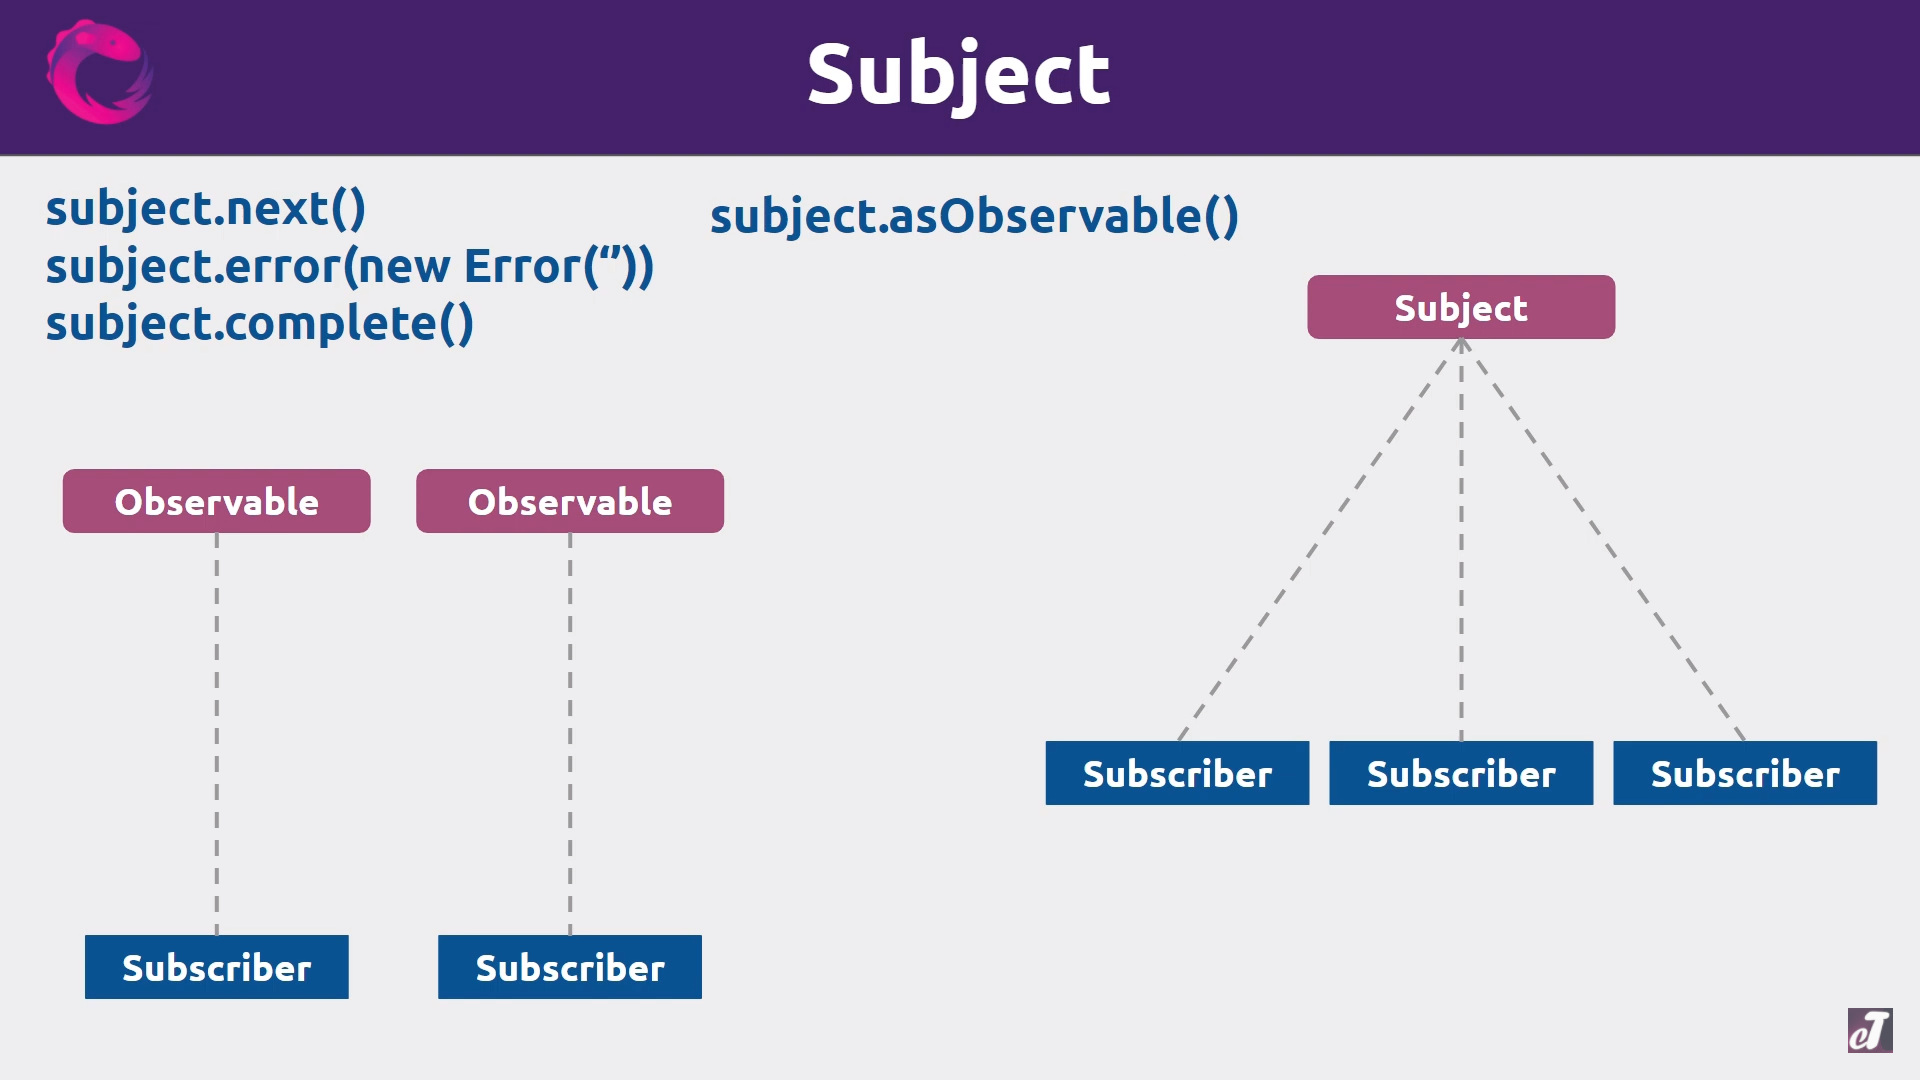 Subject
subject.next()
subject.error(new Error(‘’))
subject.complete()
subject.asObservable()
Subject
Observable
Observable
Subscriber
Subscriber
Subscriber
Subscriber
Subscriber
eT